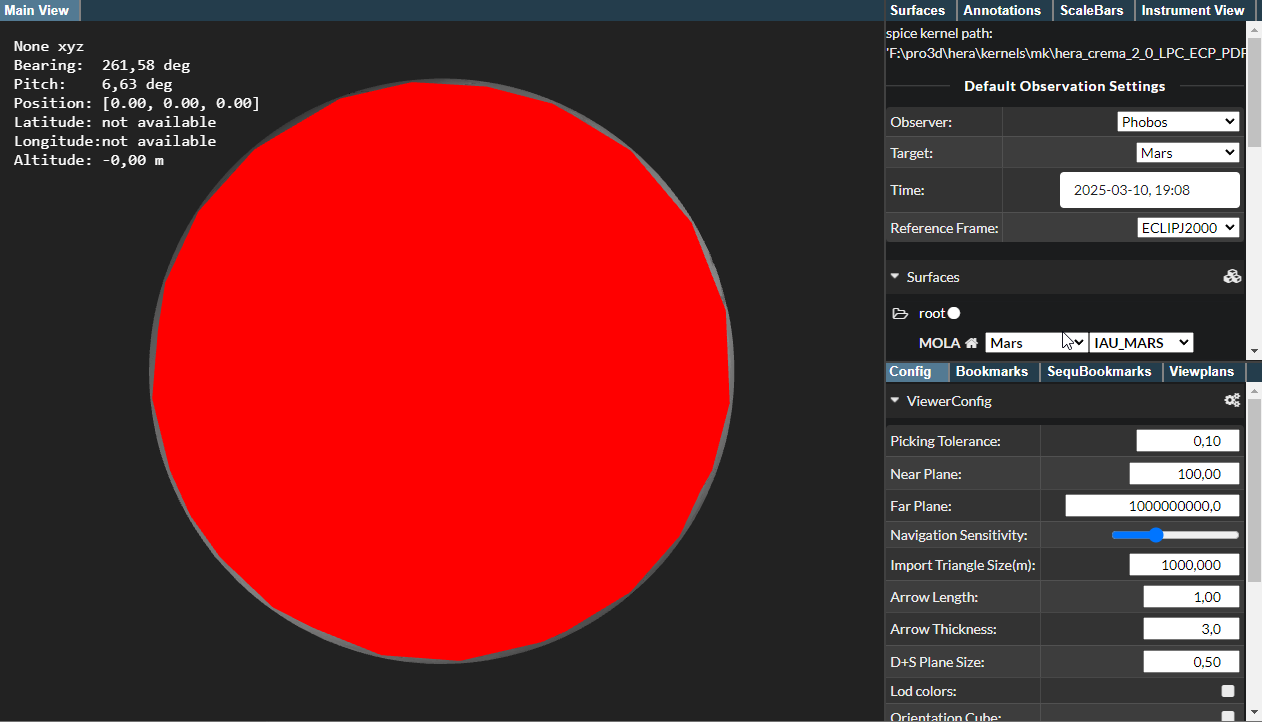 Main View
None xyz
Bearing: 261,58 deg
Pitch: 6,63 deg
Position: [0.00, 0.00, 0.00]
Latitude: not available
Longitude:not available
Altitude: -0,00 m
Surfaces Annotations ScaleBars Instrument View
spice kernel path:
'F:\pro3d\hera\kernels\mk\hera_crema_2_0_LPC_ECP_PDF
Default Observation Settings
Observer: Phobos
Target: Mars
Time: 2025-03-10, 19:08
Reference Frame: ECLIPJ2000
Surfaces
root
MOLA Mars IAU_MARS
Config Bookmarks SequBookmarks Viewplans
ViewerConfig
Picking Tolerance: 0,10
Near Plane: 100,00
Far Plane: 1000000000,0
Navigation Sensitivity:
Import Triangle Size(m): 1000,000
Arrow Length: 1,00
Arrow Thickness: 3,0
D+S Plane Size: 0,50
Lod colors:
Orientation Cube: